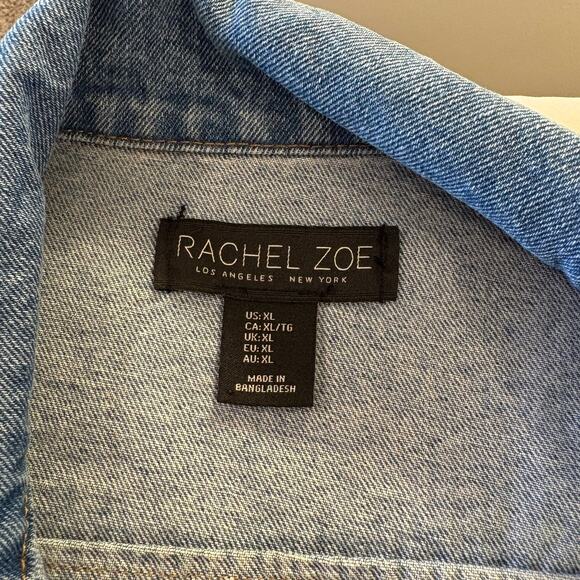 RACHEL ZOE
LOS ANGELES NEW YORK
US: XL
CA: XL/TG
UK: XL
EU: XL
AU: XL
MADE IN
BANGLADESH